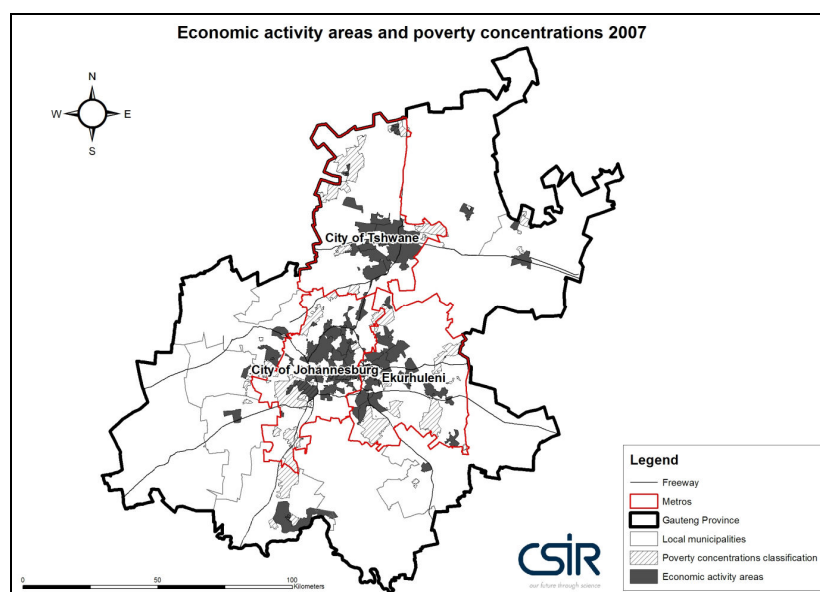 Economic activity areas and poverty concentrations 2007
N
W
E
S
City of Tshwane
City of Johannesburg
Ekurhuleni
Legend
Freeway
Metros
Gauteng Province
Local municipalities
Poverty concentrations classification
Economic activity areas
CSIR
our future through science
0
50
100
Kilometers